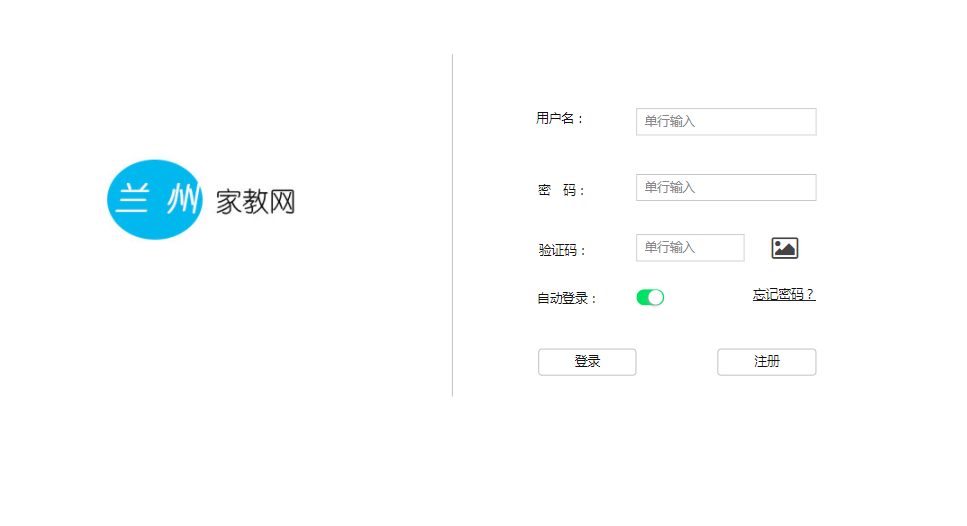 兰 州 家教网
用户名： 单行输入
密 码： 单行输入
验证码： 单行输入
自动登录： 忘记密码？
登录 注册